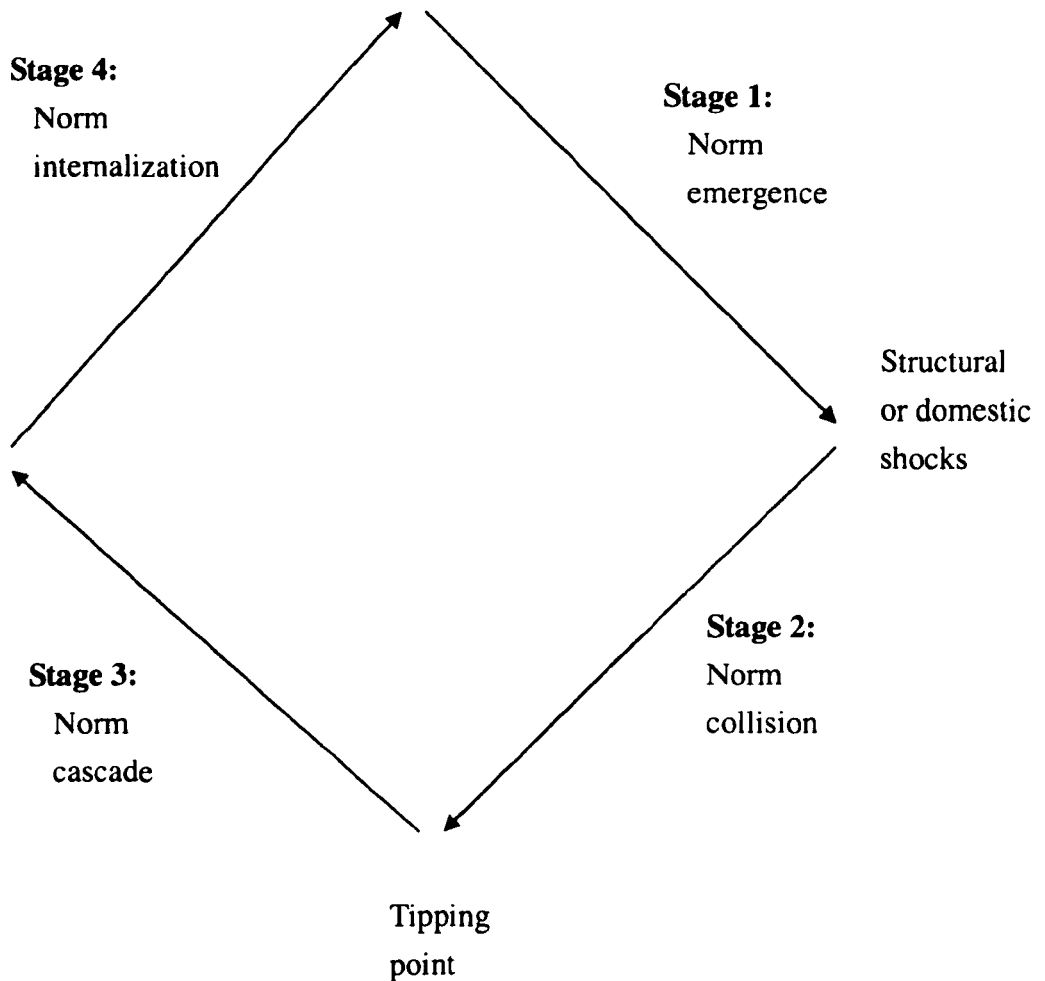 Stage 1:
Norm
emergence
Structural
or domestic
shocks
Stage 2:
Norm
collision
Tipping
point
Stage 3:
Norm
cascade
Stage 4:
Norm
internalization